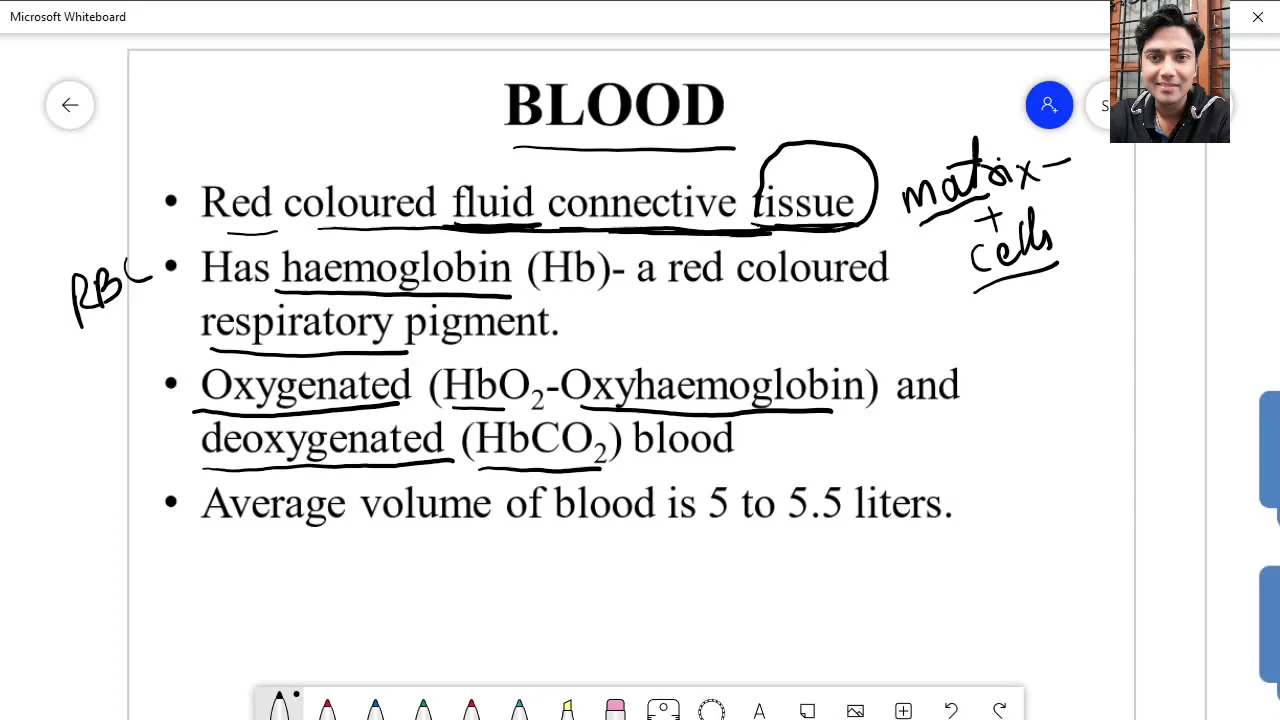 Microsoft Whiteboard
BLOOD
• Red coloured fluid connective tissue
matrix -
+
cells
RBC
• Has haemoglobin (Hb)- a red coloured
respiratory pigment.
• Oxygenated (HbO₂-Oxyhaemoglobin) and
deoxygenated (HbCO₂) blood
• Average volume of blood is 5 to 5.5 liters.